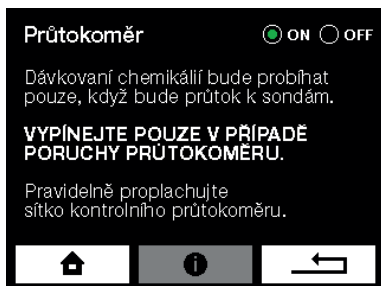 Průtokoměr ON OFF
Dávkovaní chemikálií bude probíhat
pouze, když bude průtok k sondám.
VYPÍNEJTE POUZE V PŘÍPADĚ
PORUCHY PRŮTOKOMĚRU.
Pravidelně proplachujte
sítko kontrolního průtokoměru.